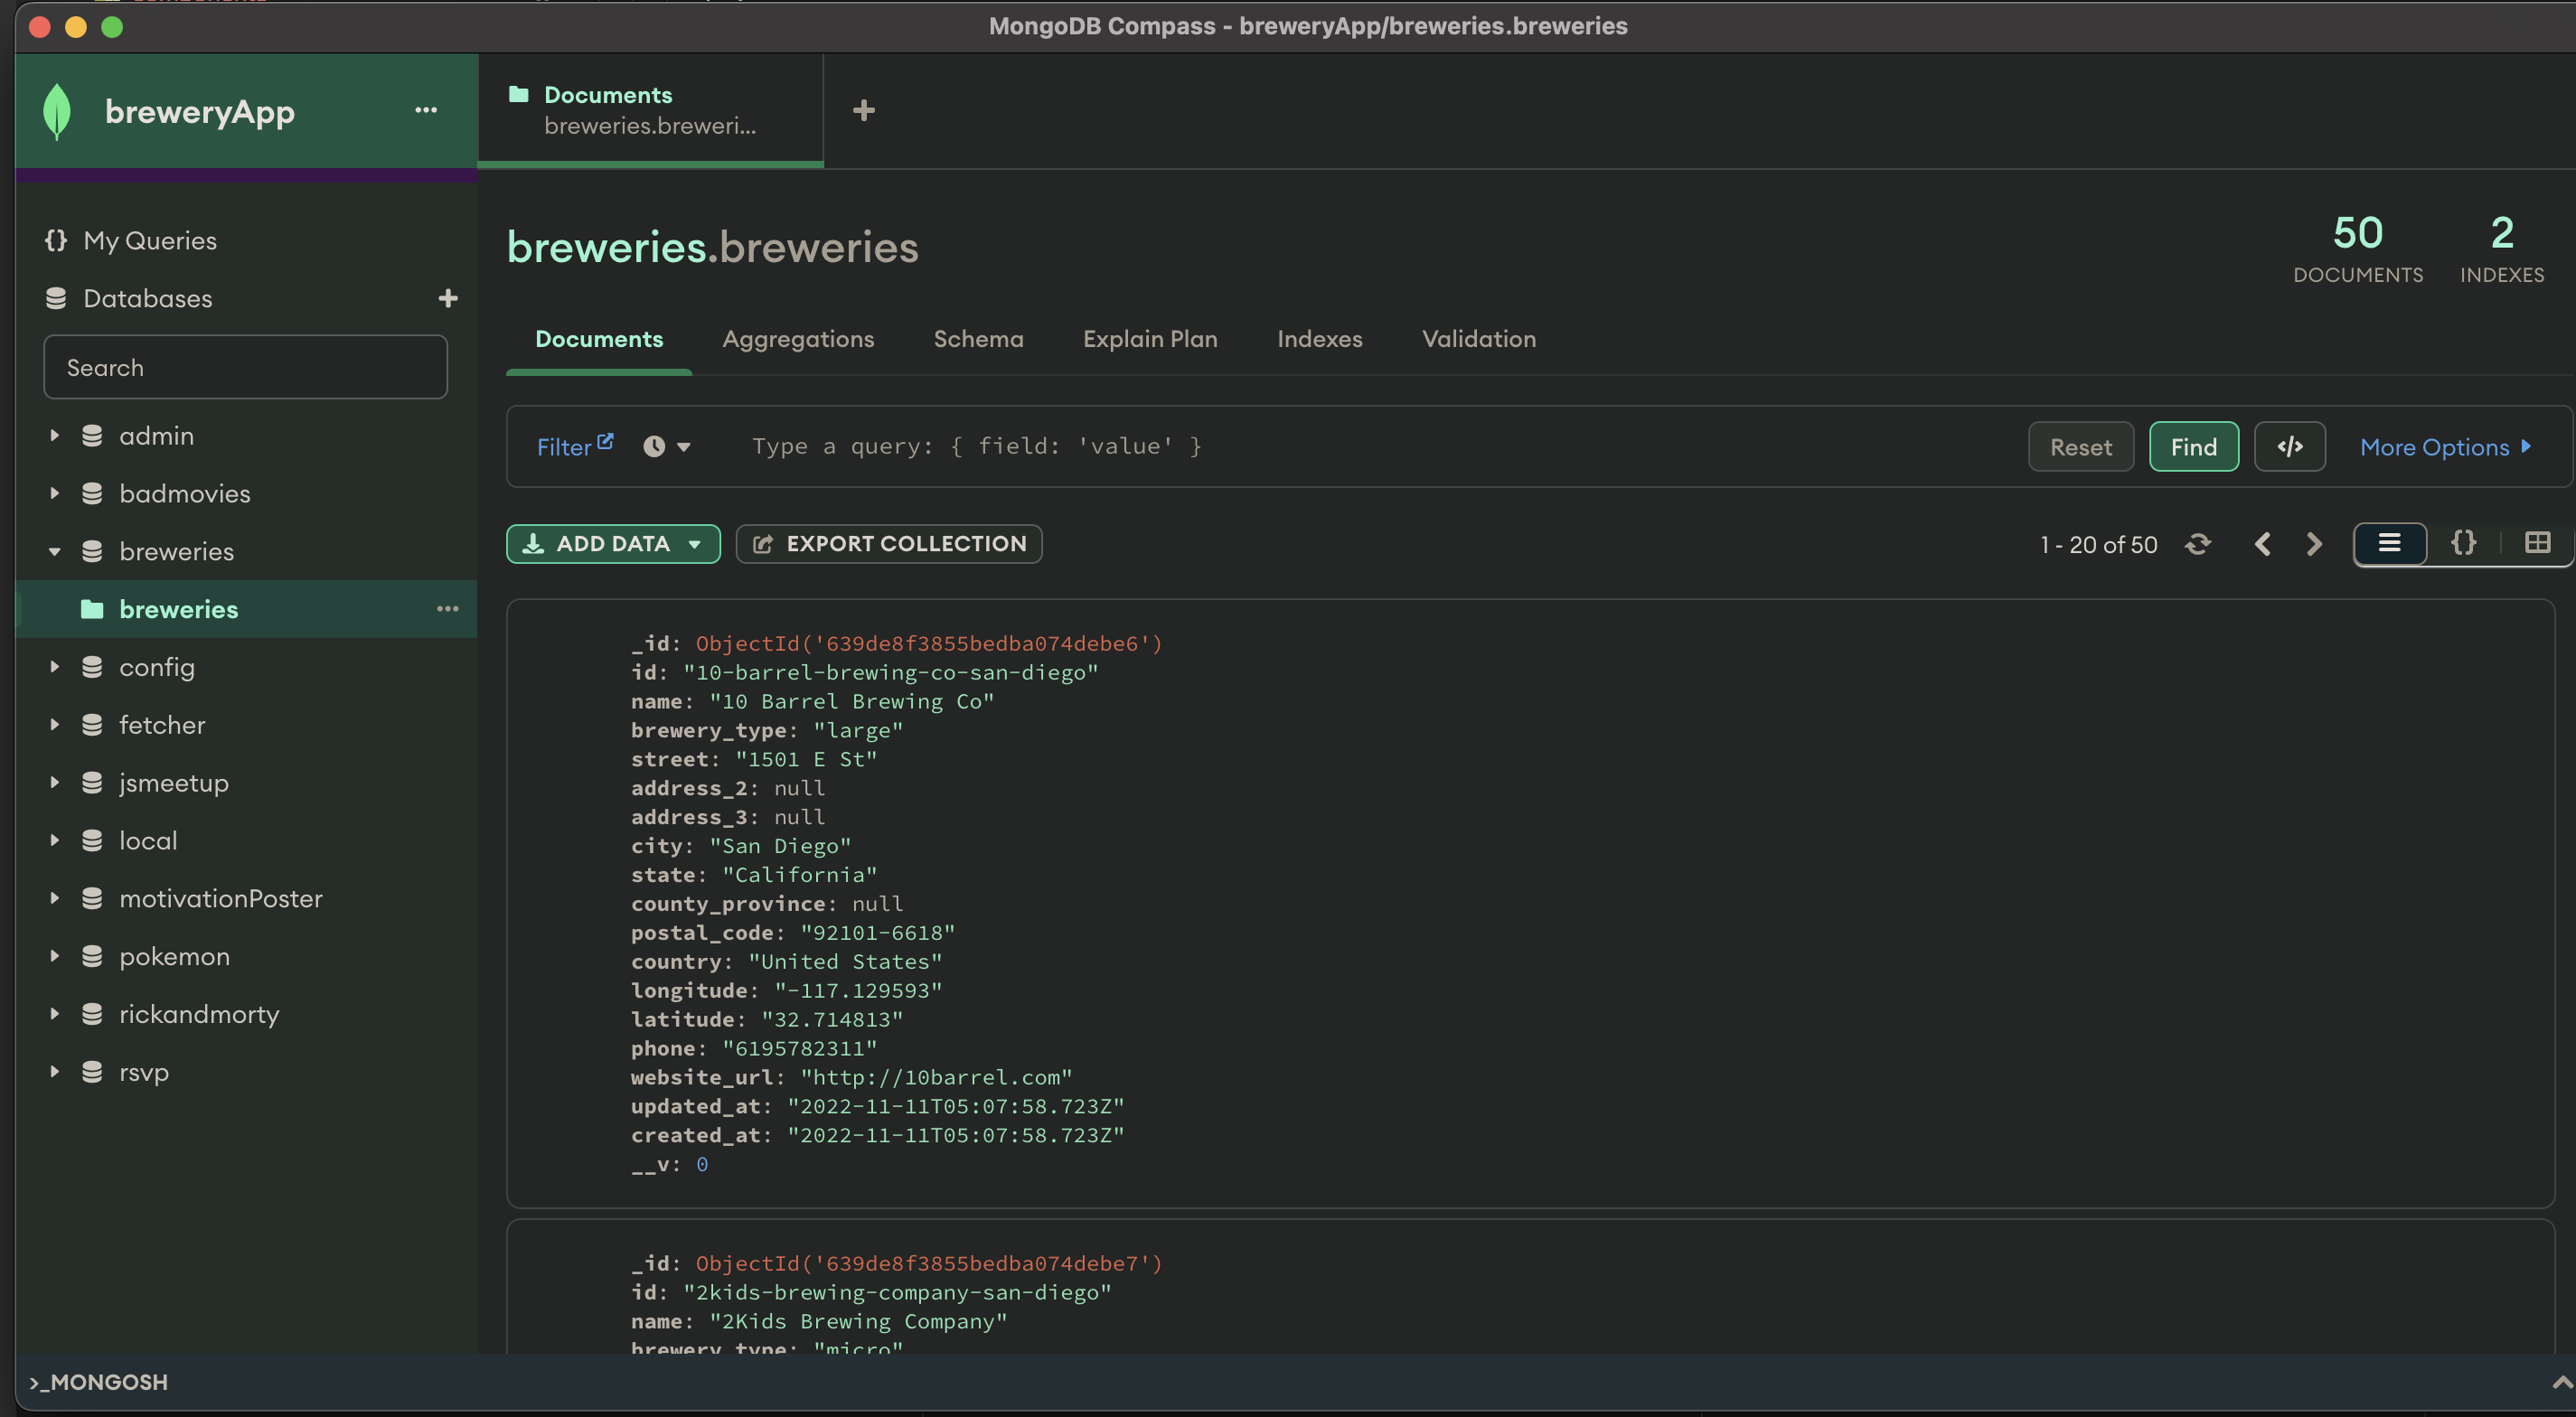 MongoDB Compass - breweryApp/breweries.breweries
breweryApp
Documents
breweries.breweri...
My Queries
Databases
Search
admin
badmovies
breweries
breweries
config
fetcher
jsmeetup
local
motivationPoster
pokemon
rickandmorty
rsvp
breweries.breweries
50
DOCUMENTS
2
INDEXES
Documents Aggregations Schema Explain Plan Indexes Validation
Filter Type a query: { field: 'value' } Reset Find </> More Options
ADD DATA EXPORT COLLECTION 1 - 20 of 50 {}
_id: ObjectId('639de8f3855bedba074debe6')
id: "10-barrel-brewing-co-san-diego"
name: "10 Barrel Brewing Co"
brewery_type: "large"
street: "1501 E St"
address_2: null
address_3: null
city: "San Diego"
state: "California"
county_province: null
postal_code: "92101-6618"
country: "United States"
longitude: "-117.129593"
latitude: "32.714813"
phone: "6195782311"
website_url: "http://10barrel.com"
updated_at: "2022-11-11T05:07:58.723Z"
created_at: "2022-11-11T05:07:58.723Z"
__v: 0
_id: ObjectId('639de8f3855bedba074debe7')
id: "2kids-brewing-company-san-diego"
name: "2Kids Brewing Company"
brewery_type: "micro"
>_MONGOSH